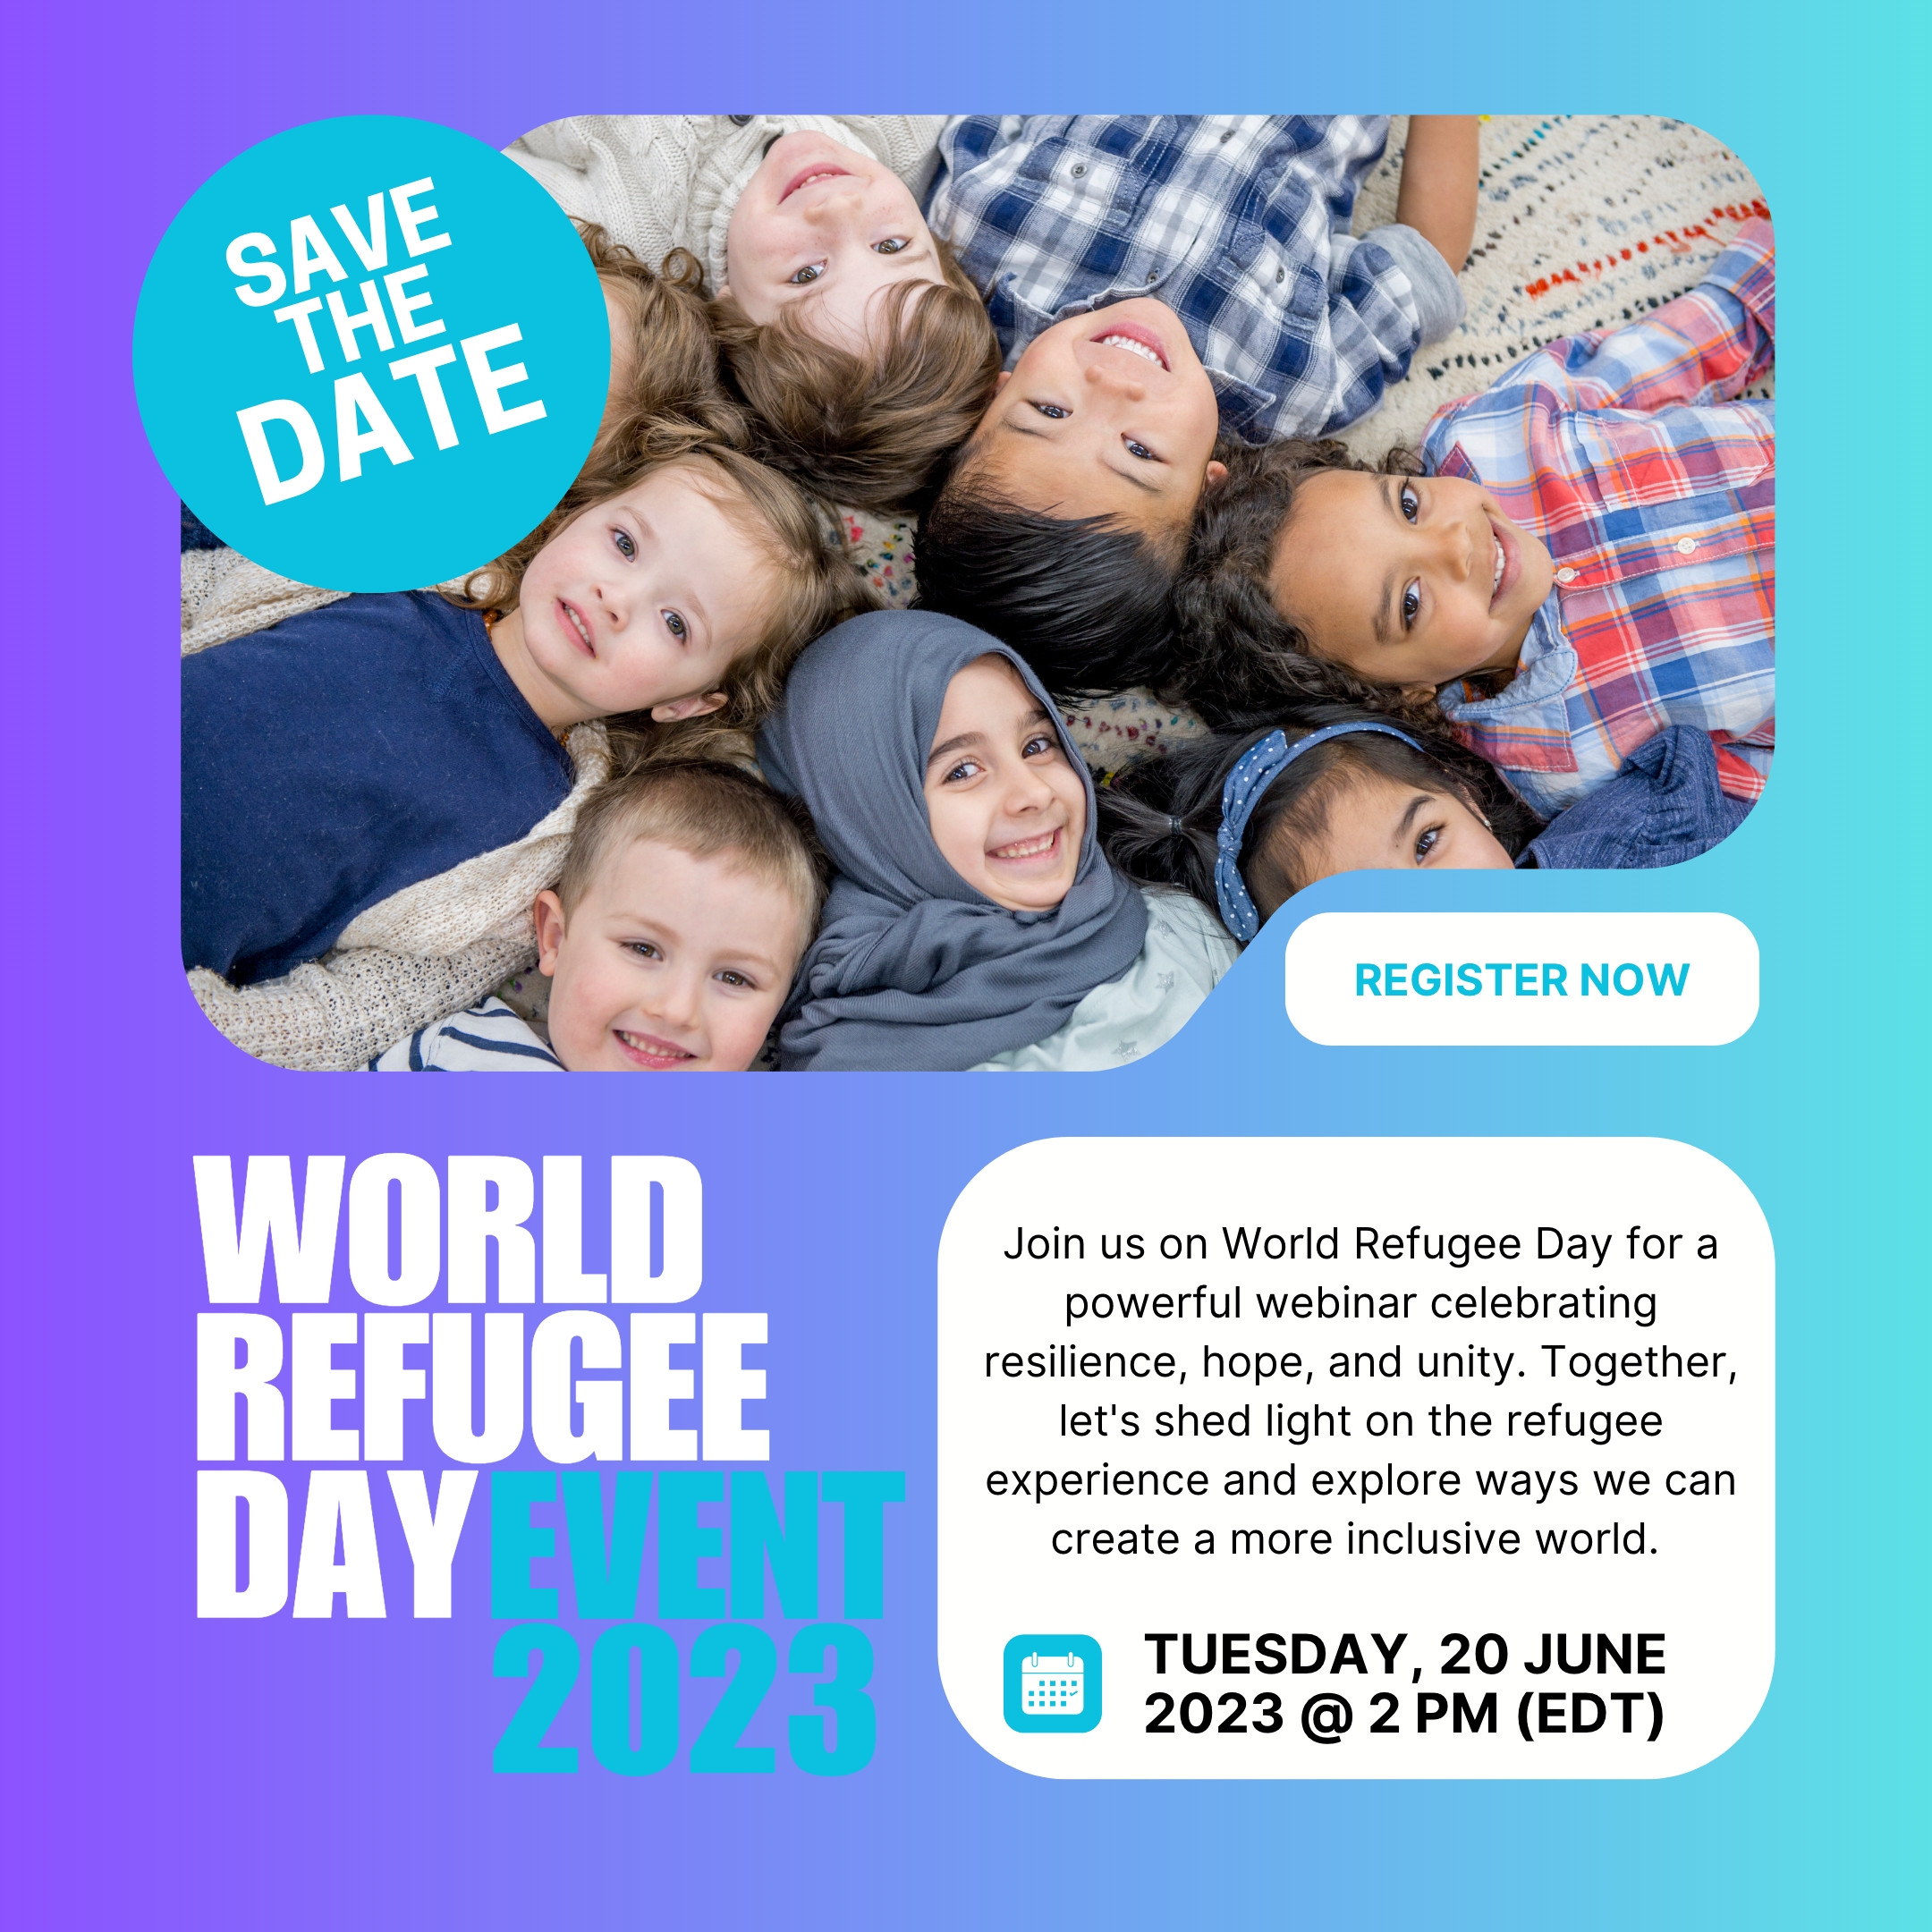 SAVE
THE
DATE
REGISTER NOW
WORLD
REFUGEE
DAY EVENT
2023
Join us on World Refugee Day for a
powerful webinar celebrating
resilience, hope, and unity. Together,
let's shed light on the refugee
experience and explore ways we can
create a more inclusive world.
TUESDAY, 20 JUNE
2023 @ 2 PM (EDT)